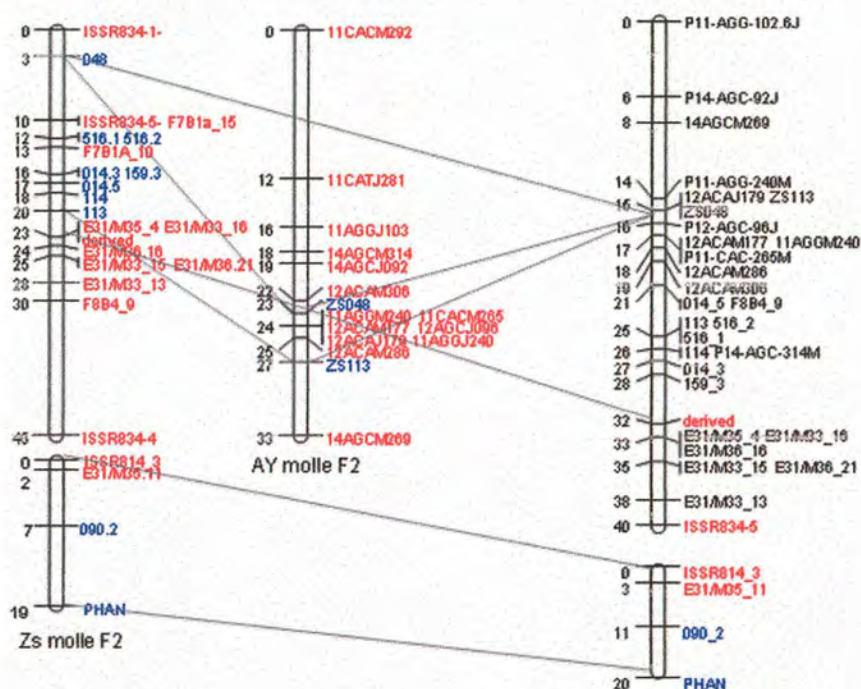 0 ISSR834-1-
3 048
10 ISSR834-5- F7B1a_15
12 516.1 516.2
13 F7B1A_10
16 014.3 159.3
17 014.5
18 114
20 113
23 E31/M35_4 E31/M33_16
derived
24 E31/M36.16
25 E31/M33_15 E31/M36.21
28 E31/M33_13
30 F8B4_9
ISSR834-4
0 ISSR814_3
2 E31/M35.11
7 090.2
19 PHAN
Zs molle F2
0 11CACM292
12 11CATJ281
16 11AGGJ103
18 14AGCM314
19 14AGCJ092
22 12ACAM306
23 ZS048
11AGGM240 11CACM265
24 12ACAM177 12AGCJ096
12ACAJ179 11AGGJ240
25 12ACAM286
27 ZS113
33 14AGCM269
AY molle F2
0 P11-AGG-102.6J
6 P14-AGC-92J
8 14AGCM269
14 P11-AGG-240M
15 12ACAJ179 ZS113
ZS048
16 P12-AGC-96J
17 12ACAM177 11AGGM240
P11-CAC-265M
18 12ACAM286
19 12ACAM306
21 014_5 F8B4_9
25 113 516_2
516_1
26 114 P14-AGC-314M
27 014_3
28 159_3
32 derived
33 E31/M35_4 E31/M33_16
E31/M36_16
35 E31/M33_15 E31/M36_21
38 E31/M33_13
40 ISSR834-5
0 ISSR814_3
3 E31/M35_11
11 090_2
20 PHAN